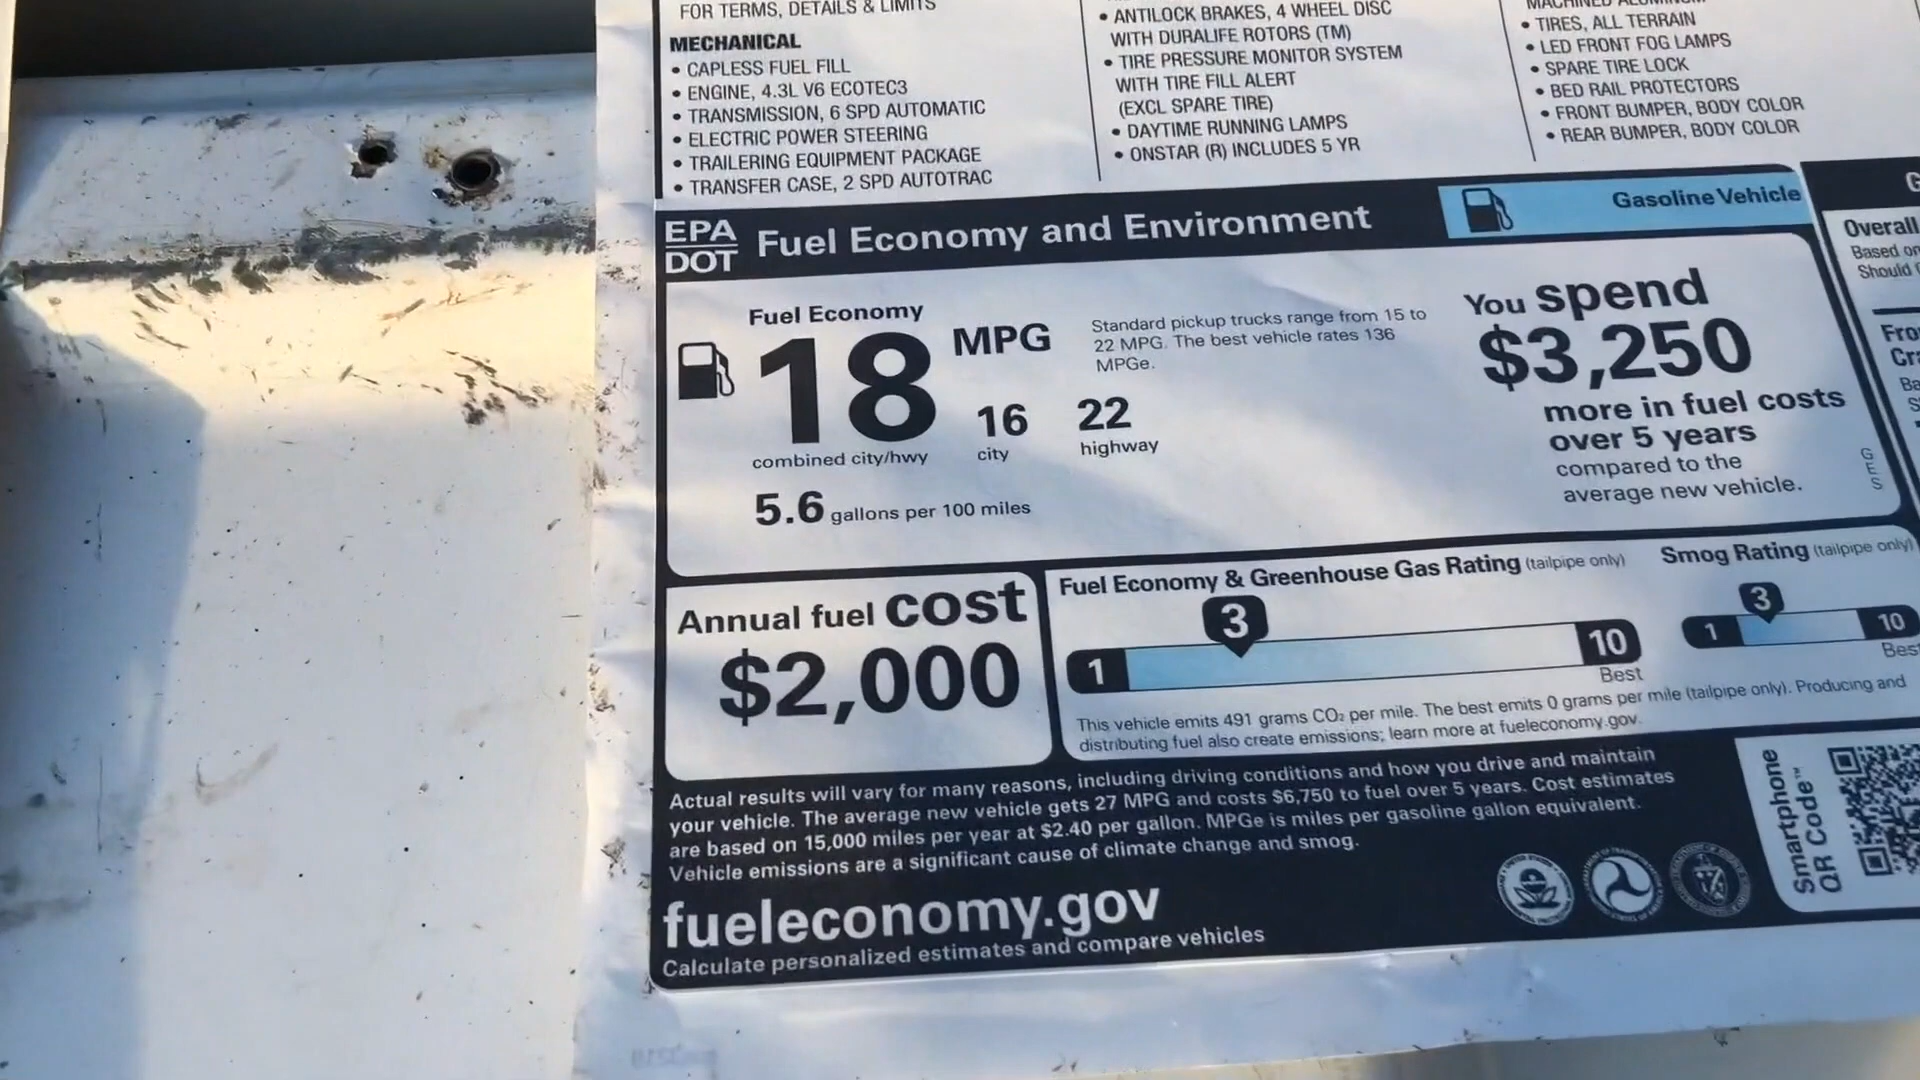 FOR TERMS, DETAILS & LIMITS
MECHANICAL
• CAPLESS FUEL FILL
• ENGINE, 4.3L V6 ECOTEC3
• TRANSMISSION, 6 SPD AUTOMATIC
• ELECTRIC POWER STEERING
• TRAILERING EQUIPMENT PACKAGE
• TRANSFER CASE, 2 SPD AUTOTRAC
• ANTILOCK BRAKES, 4 WHEEL DISC
WITH DURALIFE ROTORS (TM)
• TIRE PRESSURE MONITOR SYSTEM
WITH TIRE FILL ALERT
(EXCL SPARE TIRE)
• DAYTIME RUNNING LAMPS
• ONSTAR (R) INCLUDES 5 YR
MACHINED ALUMINUM
• TIRES, ALL TERRAIN
• LED FRONT FOG LAMPS
• SPARE TIRE LOCK
• BED RAIL PROTECTORS
• FRONT BUMPER, BODY COLOR
• REAR BUMPER, BODY COLOR
EPA
DOT
Fuel Economy and Environment
Gasoline Vehicle
Fuel Economy
18 MPG
combined city/hwy
16
city
22
highway
5.6 gallons per 100 miles
Standard pickup trucks range from 15 to
22 MPG. The best vehicle rates 136
MPGe.
You spend
$3,250
more in fuel costs
over 5 years
compared to the
average new vehicle.
Annual fuel cost
$2,000
Fuel Economy & Greenhouse Gas Rating (tailpipe only)
3
1
10
Best
Smog Rating (tailpipe only)
3
1
10
Best
This vehicle emits 491 grams CO₂ per mile. The best emits 0 grams per mile (tailpipe only). Producing and
distributing fuel also create emissions; learn more at fueleconomy.gov.
Actual results will vary for many reasons, including driving conditions and how you drive and maintain
your vehicle. The average new vehicle gets 27 MPG and costs $6,750 to fuel over 5 years. Cost estimates
are based on 15,000 miles per year at $2.40 per gallon. MPGe is miles per gasoline gallon equivalent.
Vehicle emissions are a significant cause of climate change and smog.
fueleconomy.gov
Calculate personalized estimates and compare vehicles
Smartphone
QR Code™
G
E
S
Overall
Based on
Should
Fro
Cra
Ba